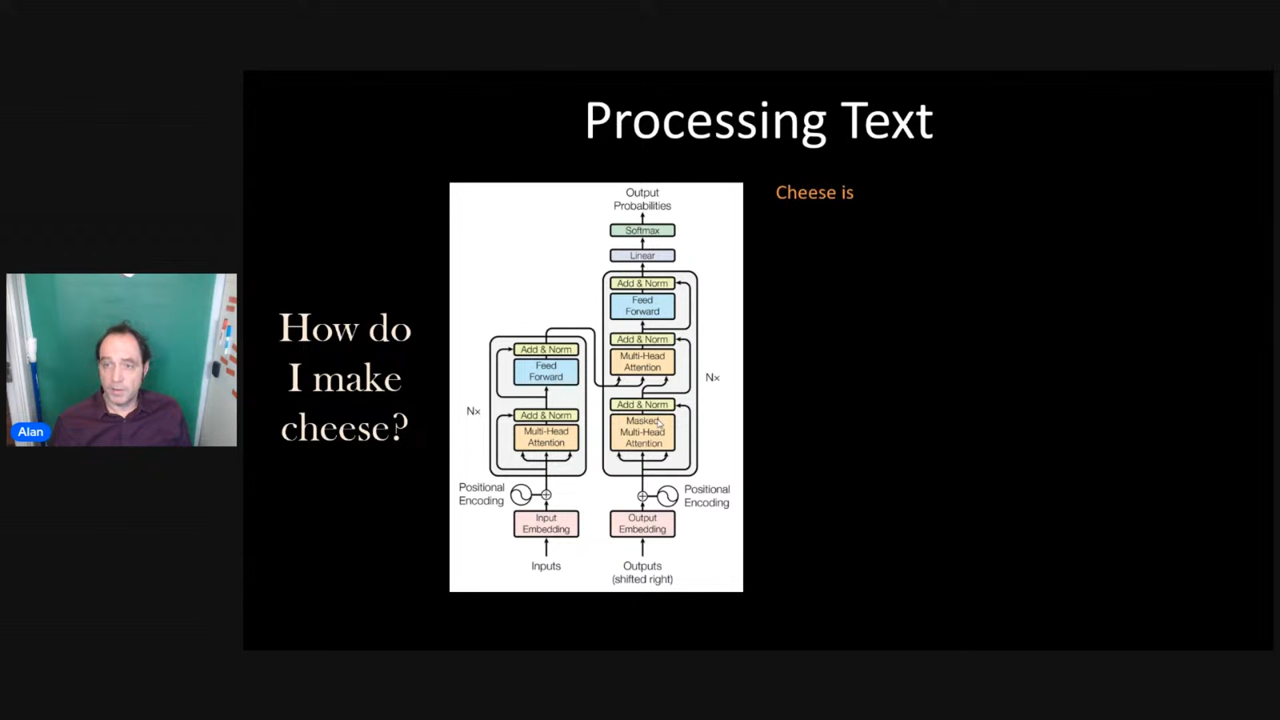 Processing Text
Cheese is
How do
I make
cheese?
Output
Probabilities
Softmax
Linear
Add & Norm
Feed
Forward
Add & Norm
Multi-Head
Attention
Nx
Add & Norm
Masked
Multi-Head
Attention
Add & Norm
Feed
Forward
Nx
Add & Norm
Multi-Head
Attention
Positional
Encoding
Positional
Encoding
Input
Embedding
Output
Embedding
Inputs
Outputs
(shifted right)
Alan